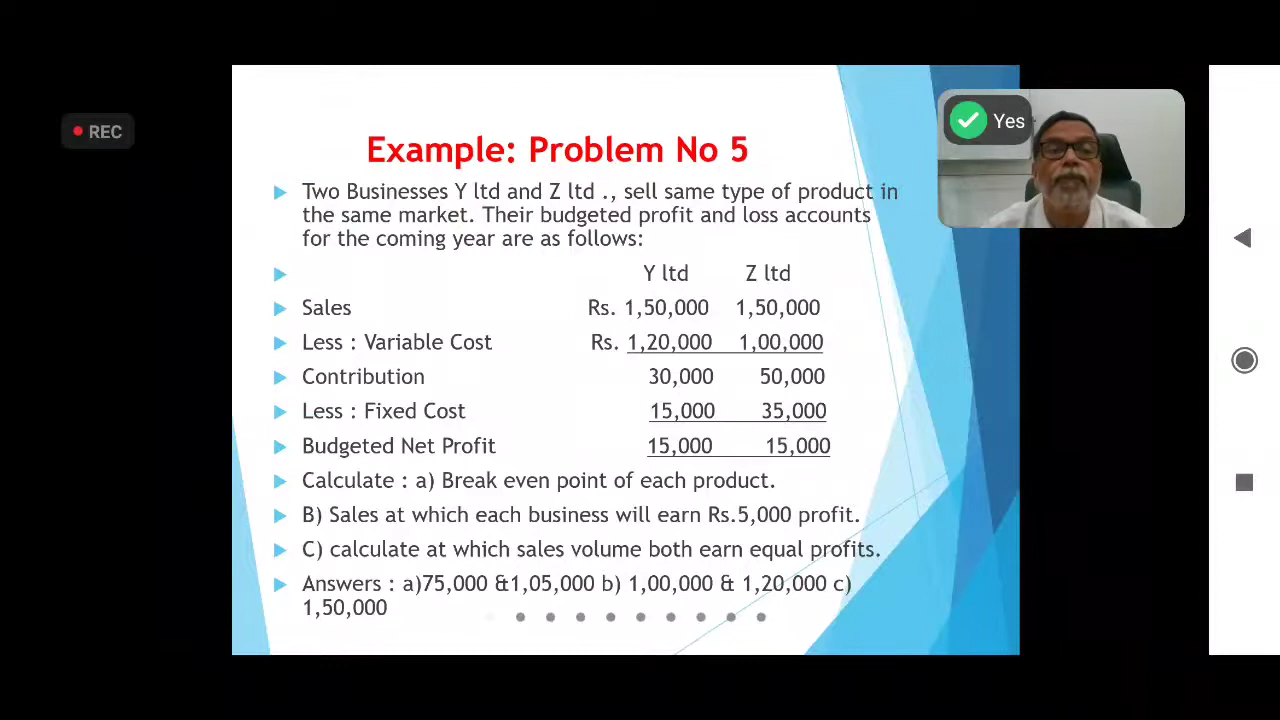 REC
Yes
Example: Problem No 5
Two Businesses Y ltd and Z ltd ., sell same type of product in
the same market. Their budgeted profit and loss accounts
for the coming year are as follows:
Y ltd Z ltd
Sales Rs. 1,50,000 1,50,000
Less : Variable Cost Rs. 1,20,000 1,00,000
Contribution 30,000 50,000
Less : Fixed Cost 15,000 35,000
Budgeted Net Profit 15,000 15,000
Calculate : a) Break even point of each product.
B) Sales at which each business will earn Rs.5,000 profit.
C) calculate at which sales volume both earn equal profits.
Answers : a)75,000 &1,05,000 b) 1,00,000 & 1,20,000 c)
1,50,000